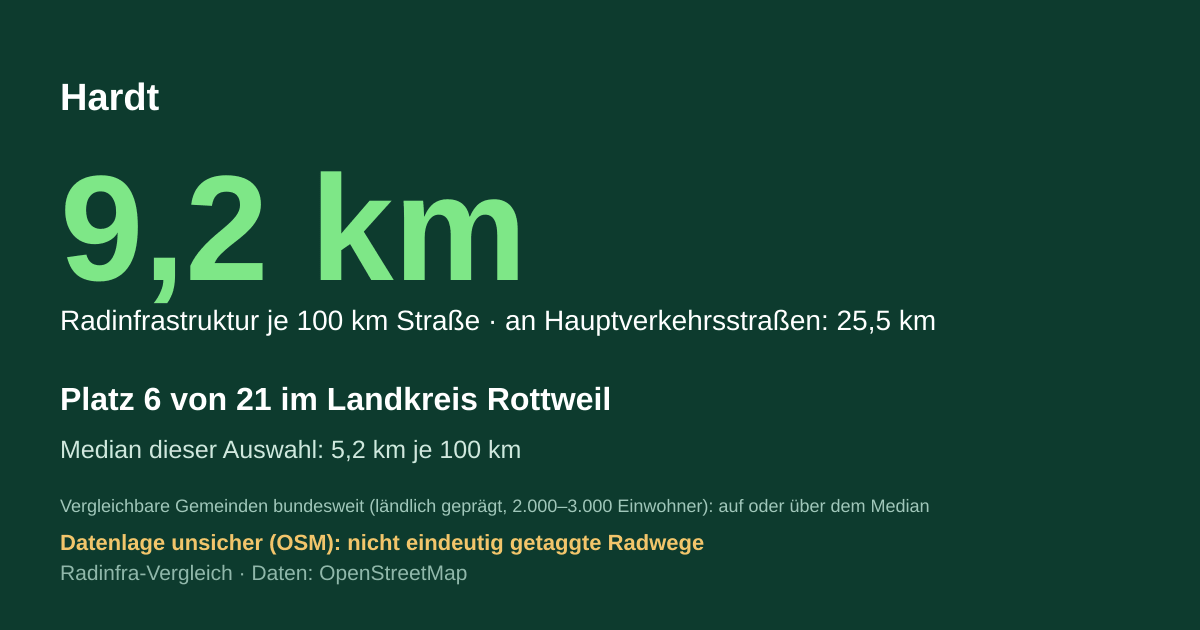 Hardt
9,2 km
Radinfrastruktur je 100 km Straße · an Hauptverkehrsstraßen: 25,5 km
Platz 6 von 21 im Landkreis Rottweil
Median dieser Auswahl: 5,2 km je 100 km
Vergleichbare Gemeinden bundesweit (ländlich geprägt, 2.000–3.000 Einwohner): auf oder über dem Median
Datenlage unsicher (OSM): nicht eindeutig getaggte Radwege
Radinfra-Vergleich · Daten: OpenStreetMap